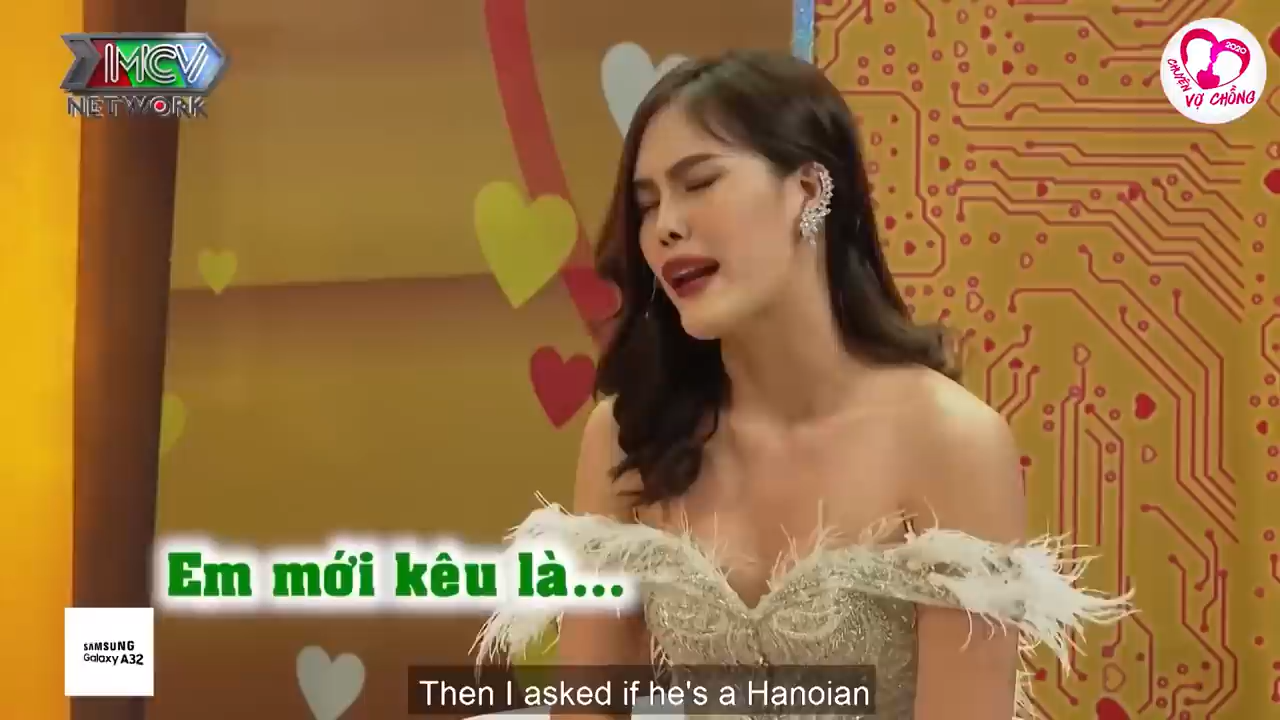 MCV
NETWORK
2020
CHUYỆN
VỢ CHỒNG
Em mới kêu là...
SAMSUNG
Galaxy A32
Then I asked if he's a Hanoian